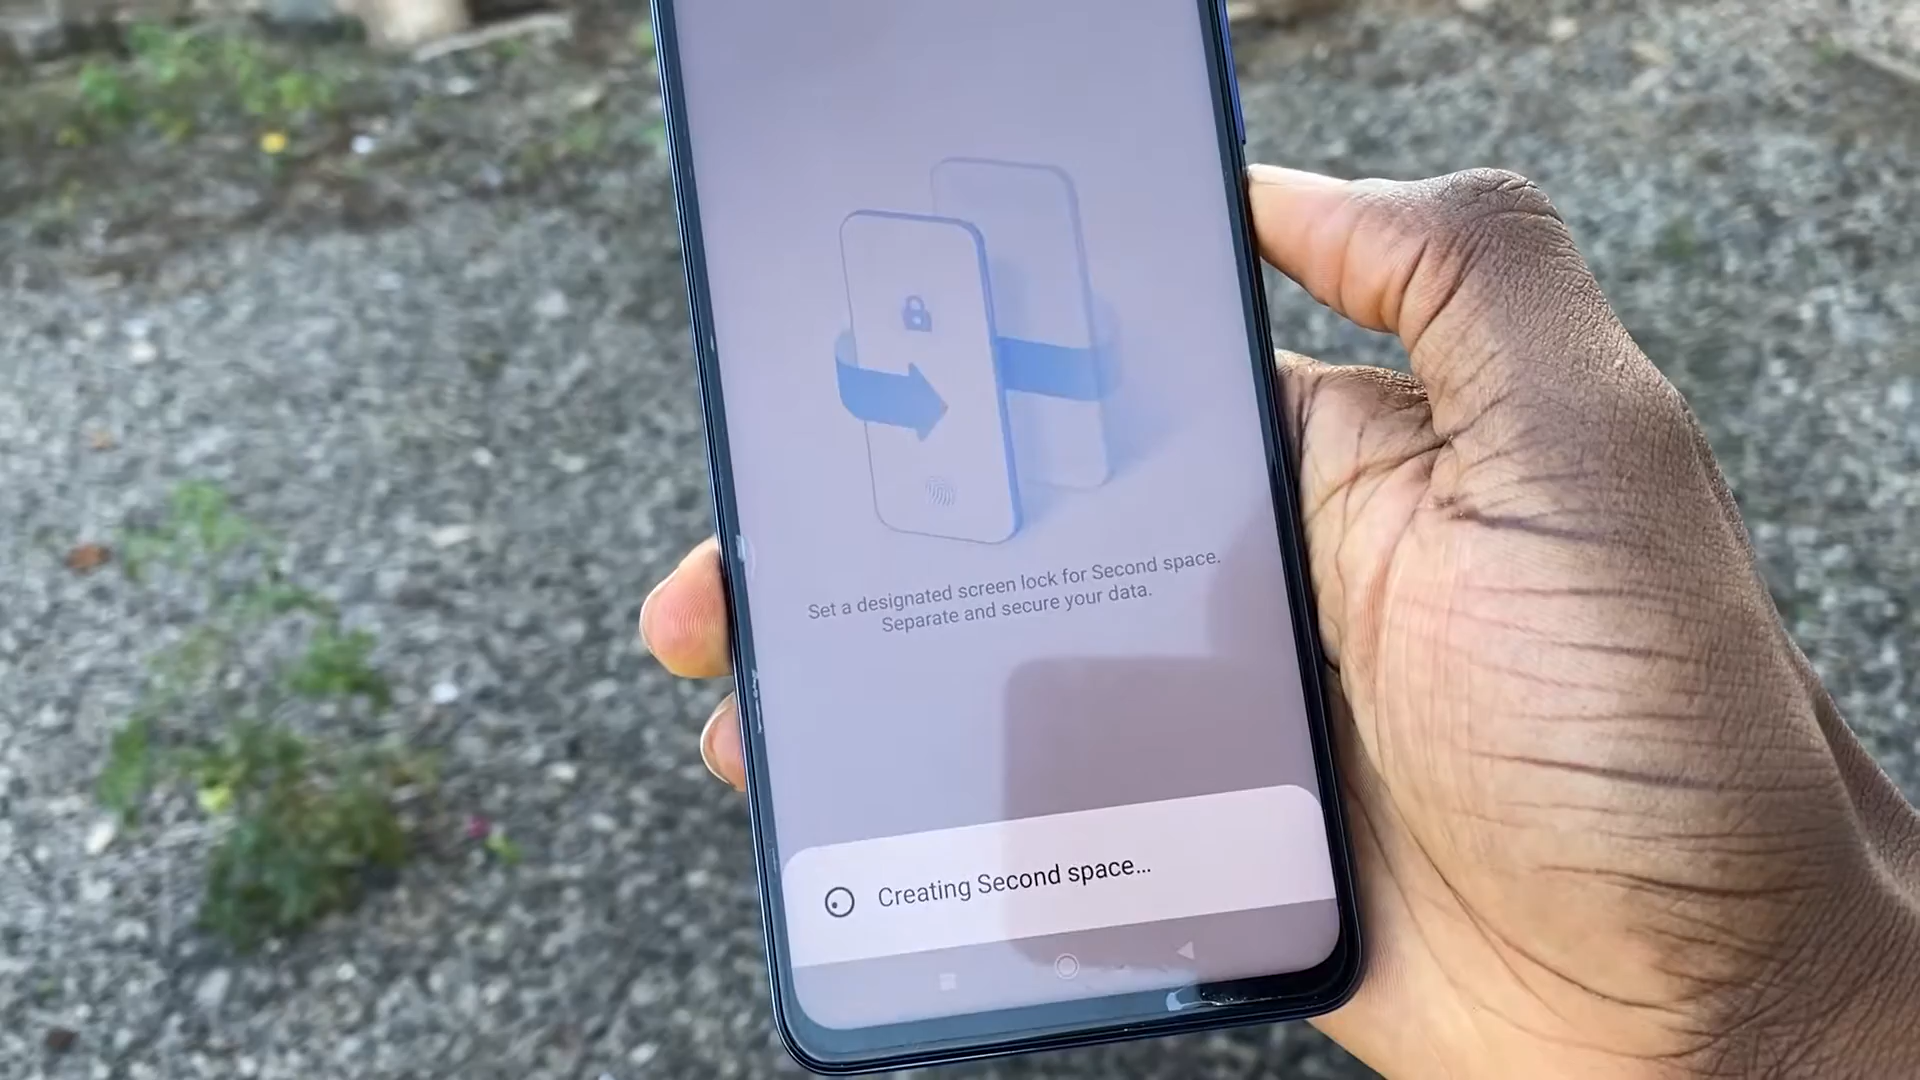 Set a designated screen lock for Second space.
Separate and secure your data.
Creating Second space...